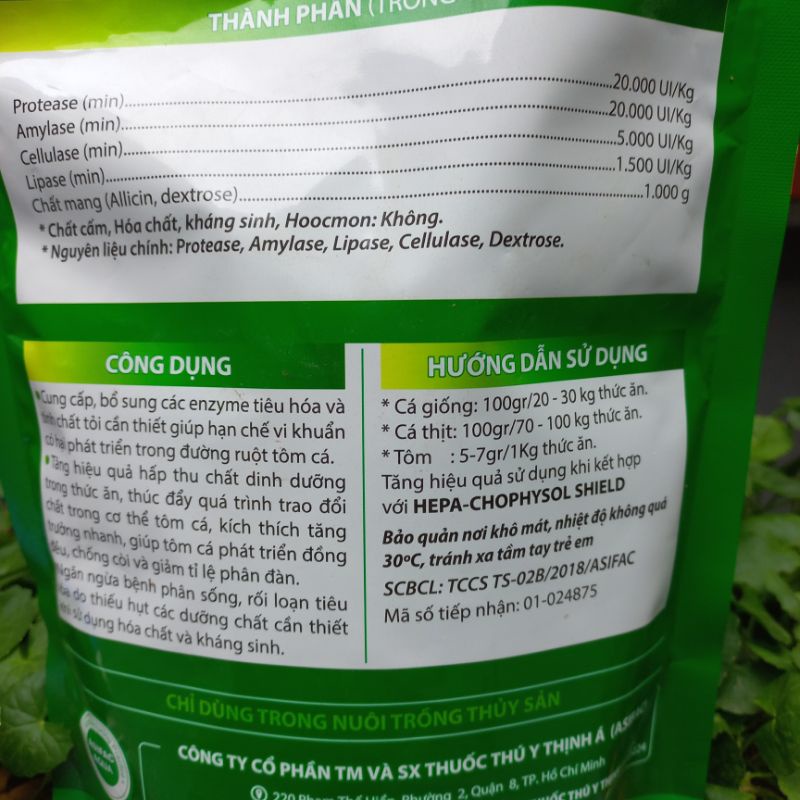 THÀNH PHẦN (TRONG
Protease (min)....................20.000 UI/Kg
Amylase (min)....................20.000 UI/Kg
Cellulase (min)....................5.000 UI/Kg
Lipase (min)....................1.500 UI/Kg
Chất mang (Allicin, dextrose)....................1.000 g
* Chất cấm, Hóa chất, kháng sinh, Hoocmon: Không.
* Nguyên liệu chính: Protease, Amylase, Lipase, Cellulase, Dextrose.
CÔNG DỤNG
Cung cấp, bổ sung các enzyme tiêu hóa và
chất tỏi cần thiết giúp hạn chế vi khuẩn
có hại phát triển trong đường ruột tôm cá.
Tăng hiệu quả hấp thu chất dinh dưỡng
trong thức ăn, thúc đẩy quá trình trao đổi
chất trong cơ thể tôm cá, kích thích tăng
trưởng nhanh, giúp tôm cá phát triển đồng
đều, chống còi và giảm tỉ lệ phân đàn.
Ngăn ngừa bệnh phân sống, rối loạn tiêu
hóa do thiếu hụt các dưỡng chất cần thiết
khi sử dụng hóa chất và kháng sinh.
HƯỚNG DẪN SỬ DỤNG
* Cá giống: 100gr/20 - 30 kg thức ăn.
* Cá thịt: 100gr/70 - 100 kg thức ăn.
* Tôm : 5-7gr/1Kg thức ăn.
Tăng hiệu quả sử dụng khi kết hợp
với HEPA-CHOPHYSOL SHIELD
Bảo quản nơi khô mát, nhiệt độ không quá
30ºC, tránh xa tầm tay trẻ em
SCBCL: TCCS TS-02B/2018/ASIFAC
Mã số tiếp nhận: 01-024875
CHỈ DÙNG TRONG NUÔI TRỒNG THỦY SẢN
ASIFAC
AQUA
CÔNG TY CỔ PHẦN TM VÀ SX THUỐC THÚ Y THỊNH Á (ASIFAC)
220 Phạm Thế Hiển, Phường 2, Quận 8, TP. Hồ Chí Minh